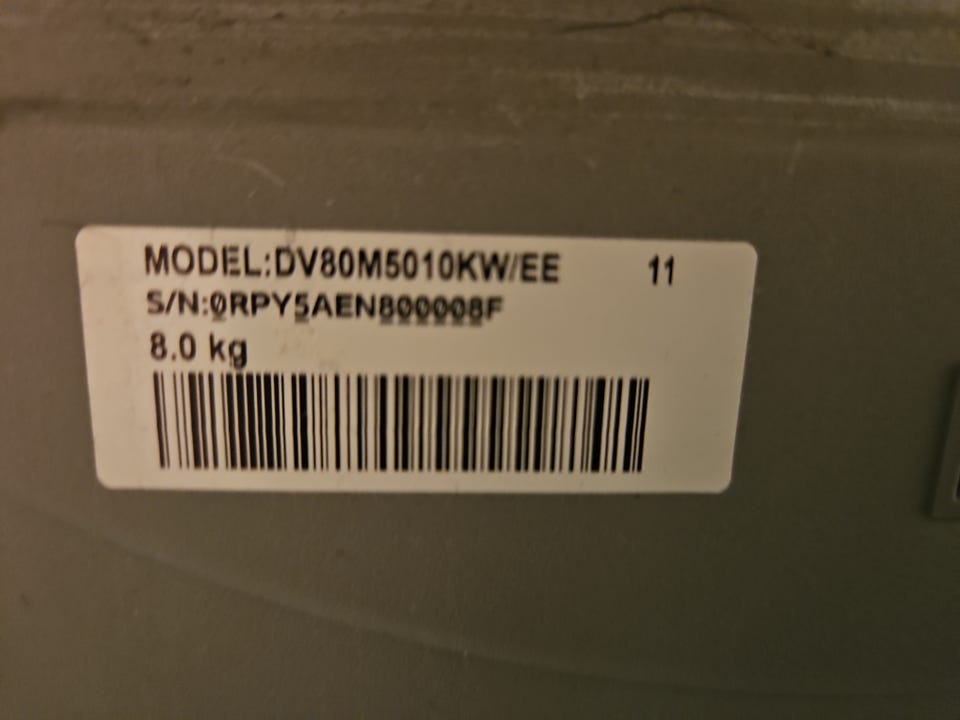 MODEL:DV80M5010KW/EE 11
S/N:0RPY5AEN800008F
8.0 kg